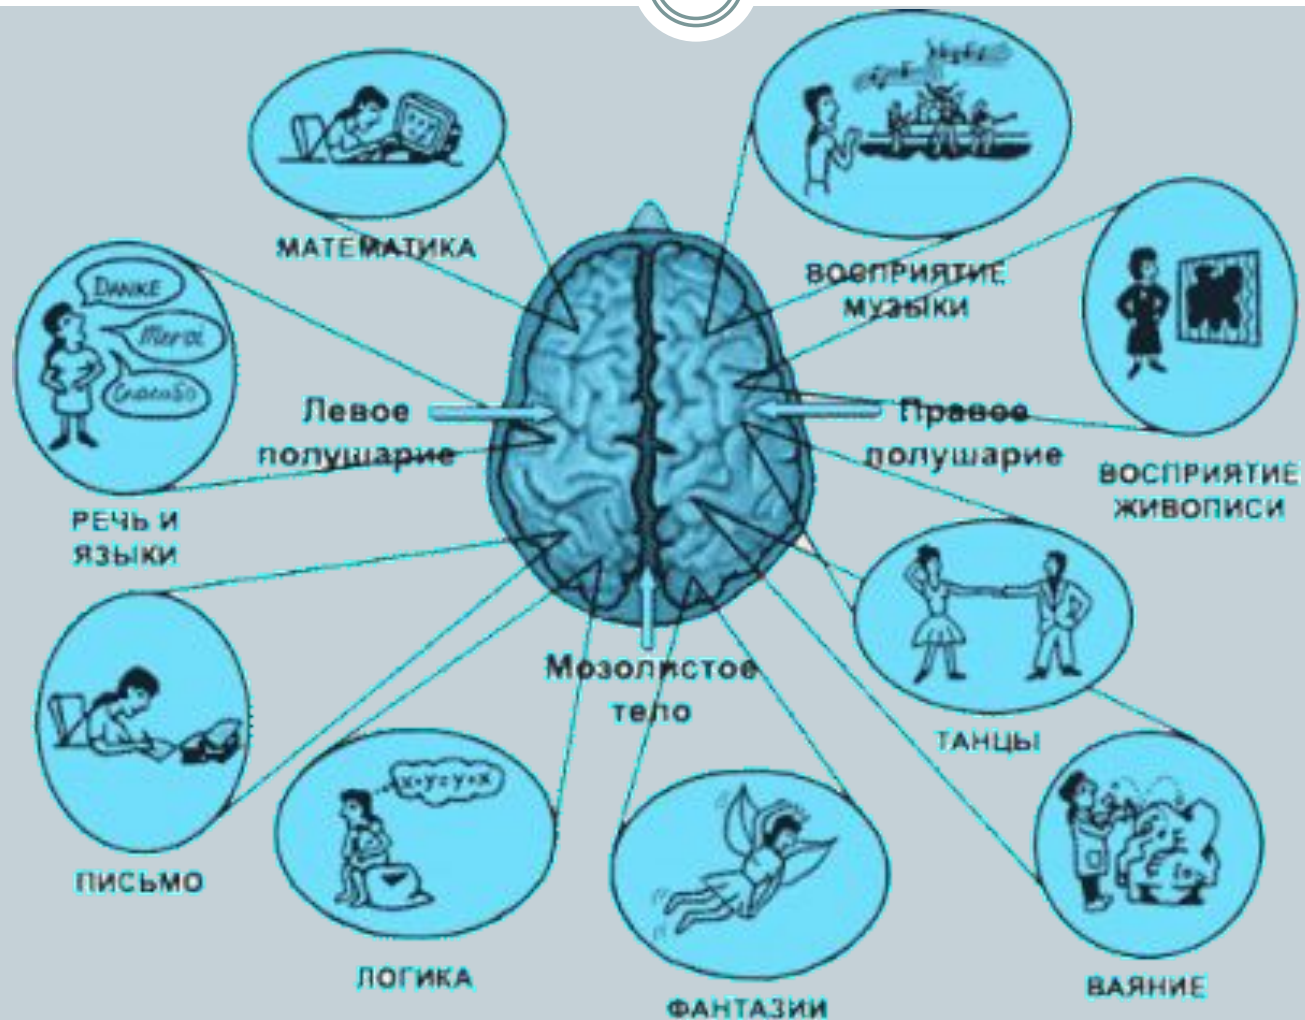 МАТЕМАТИКА
ВОСПРИЯТИЕ
МУЗЫКИ
DANKE
Merci
Спасибо
Левое
полушарие
Правое
полушарие
ВОСПРИЯТИЕ
ЖИВОПИСИ
РЕЧЬ И
ЯЗЫКИ
Мозолистое
тело
ТАНЦЫ
ПИСЬМО
x+y=y+x
ЛОГИКА
ФАНТАЗИИ
ВАЯНИЕ